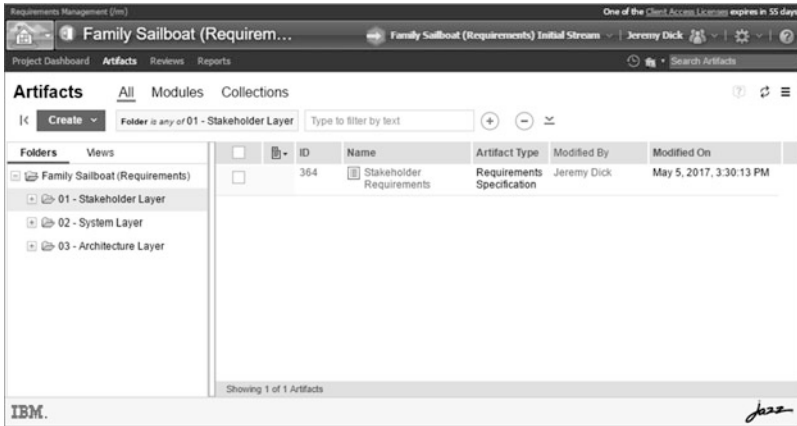 Requirements Management (/rm)
One of the Client Access Licenses expires in 55 days
Family Sailboat (Requirem...
Family Sailboat (Requirements) Initial Stream
Jeremy Dick
Project Dashboard Artifacts Reviews Reports
Search Artifacts
Artifacts All Modules Collections
Create
Folder is any of 01 - Stakeholder Layer
Type to filter by text
Folders Views
ID Name Artifact Type Modified By Modified On
Family Sailboat (Requirements)
01 - Stakeholder Layer
02 - System Layer
03 - Architecture Layer
364 Stakeholder Requirements Requirements Specification Jeremy Dick May 5, 2017, 3:30:13 PM
Showing 1 of 1 Artifacts
IBM.
jazz